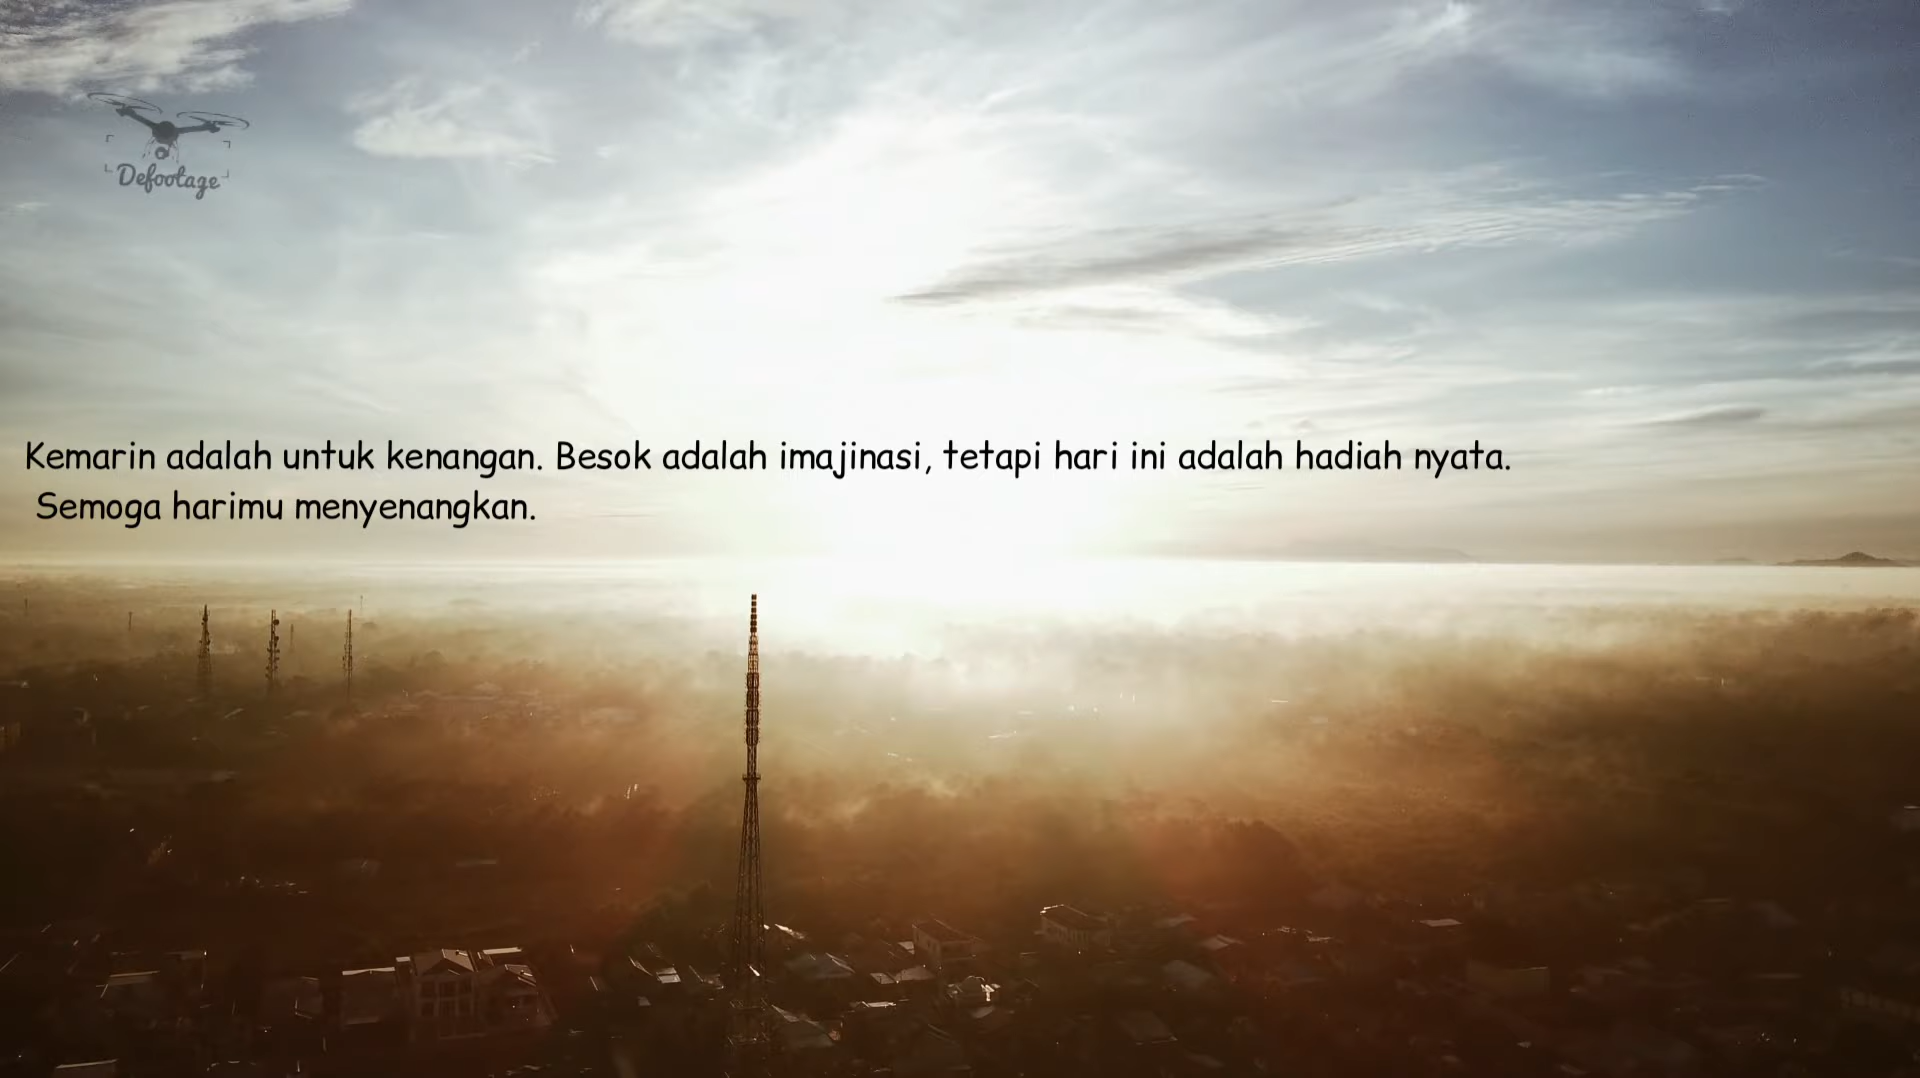 Defootage
Kemarin adalah untuk kenangan. Besok adalah imajinasi, tetapi hari ini adalah hadiah nyata.
Semoga harimu menyenangkan.